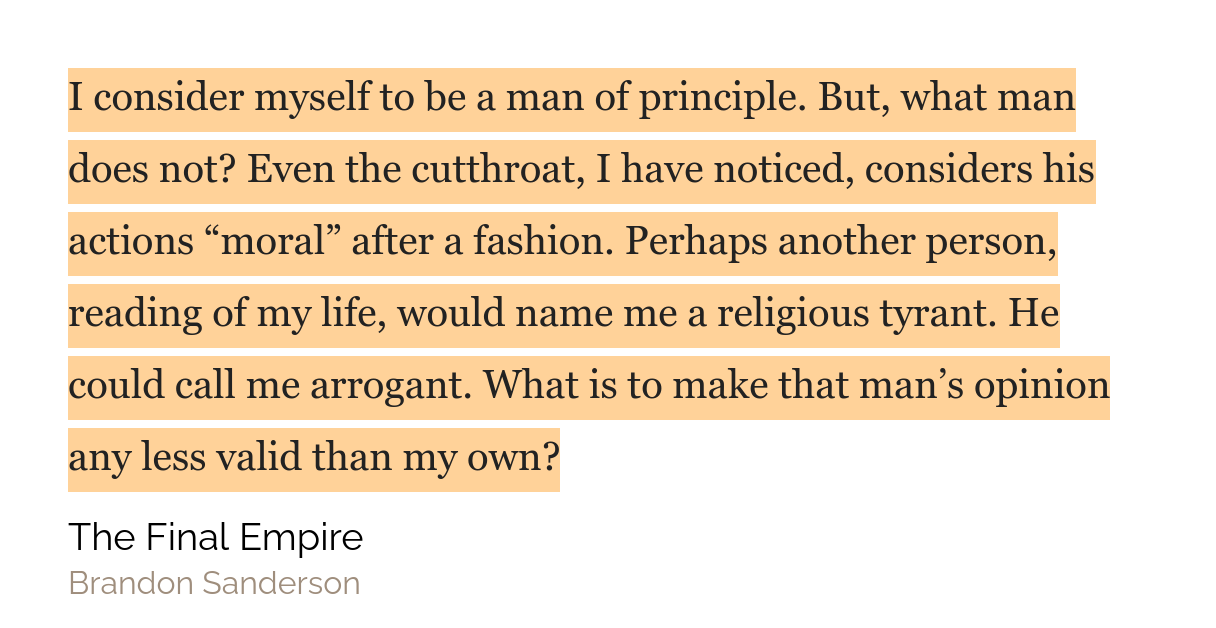 I consider myself to be a man of principle. But, what man
does not? Even the cutthroat, I have noticed, considers his
actions “moral” after a fashion. Perhaps another person,
reading of my life, would name me a religious tyrant. He
could call me arrogant. What is to make that man’s opinion
any less valid than my own?
The Final Empire
Brandon Sanderson